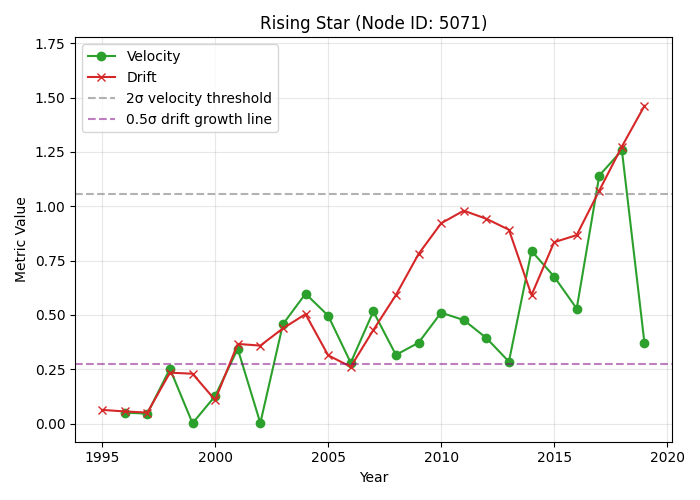 Rising Star (Node ID: 5071)
Velocity
Drift
2σ velocity threshold
0.5σ drift growth line
Metric Value
1.75
1.50
1.25
1.00
0.75
0.50
0.25
0.00
1995 2000 2005 2010 2015 2020
Year